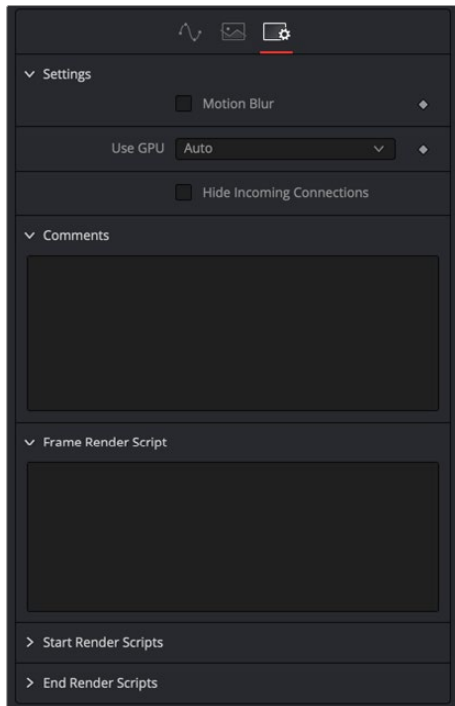 Settings
Motion Blur
Use GPU Auto
Hide Incoming Connections
Comments
Frame Render Script
Start Render Scripts
End Render Scripts